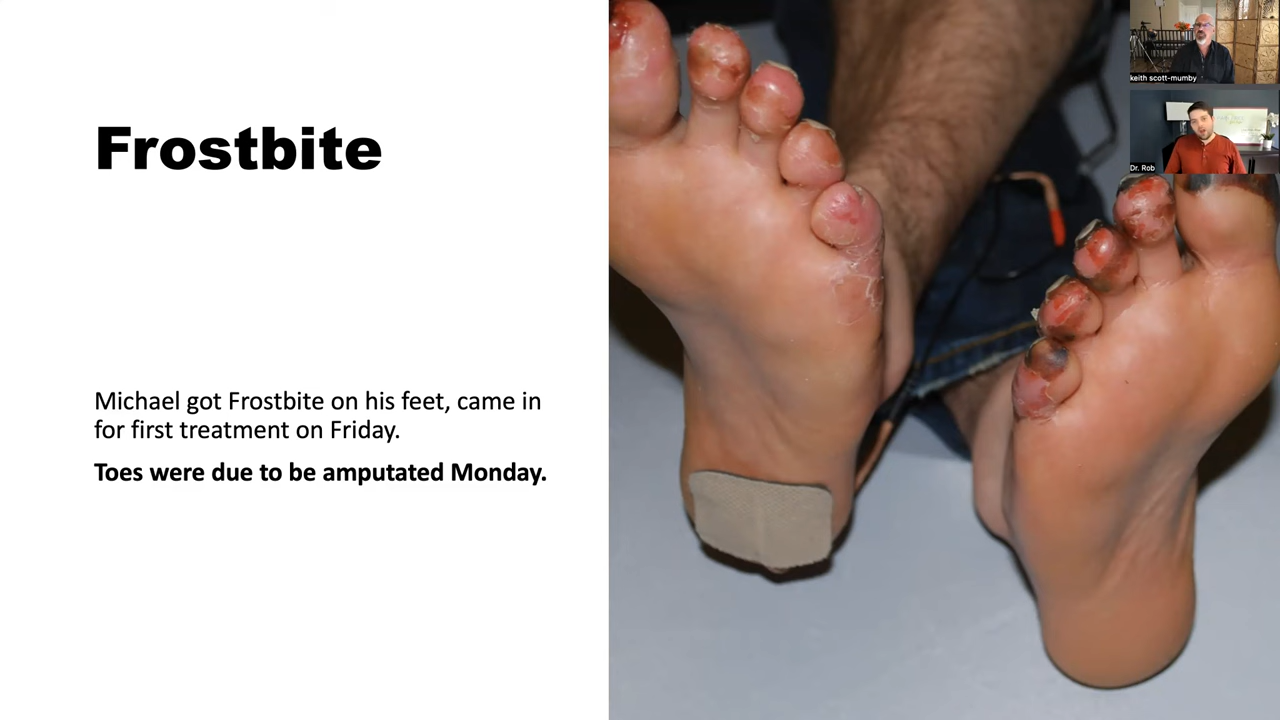 Frostbite
Michael got Frostbite on his feet, came in
for first treatment on Friday.
Toes were due to be amputated Monday.
keith scott-mumby
Dr. Rob